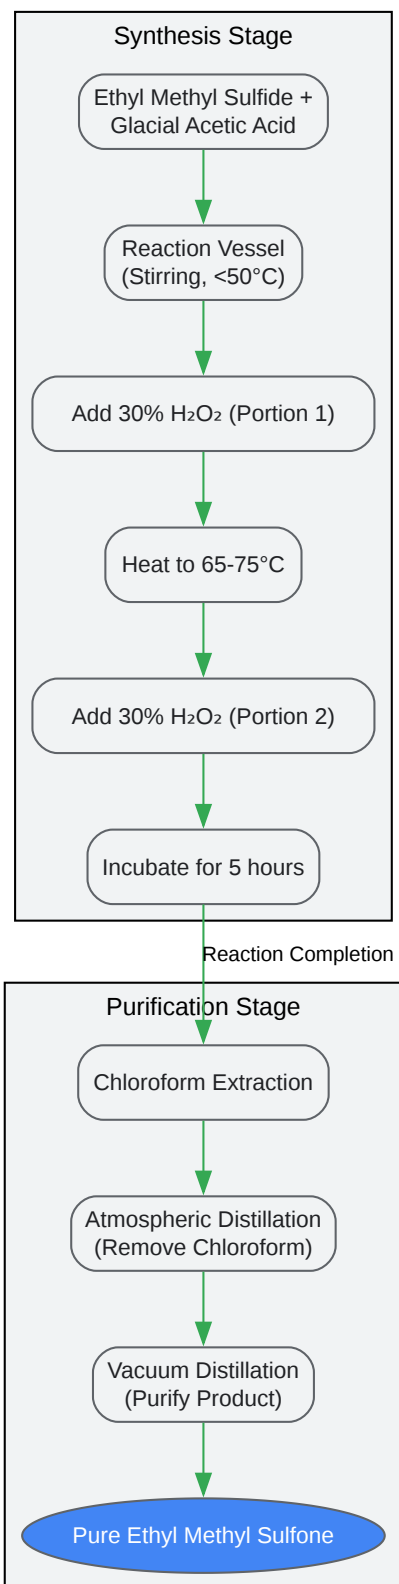 Synthesis Stage
Ethyl Methyl Sulfide +
Glacial Acetic Acid
Reaction Vessel
(Stirring, <50°C)
Add 30% H₂O₂ (Portion 1)
Heat to 65-75°C
Add 30% H₂O₂ (Portion 2)
Incubate for 5 hours
Reaction Completion
Purification Stage
Chloroform Extraction
Atmospheric Distillation
(Remove Chloroform)
Vacuum Distillation
(Purify Product)
Pure Ethyl Methyl Sulfone